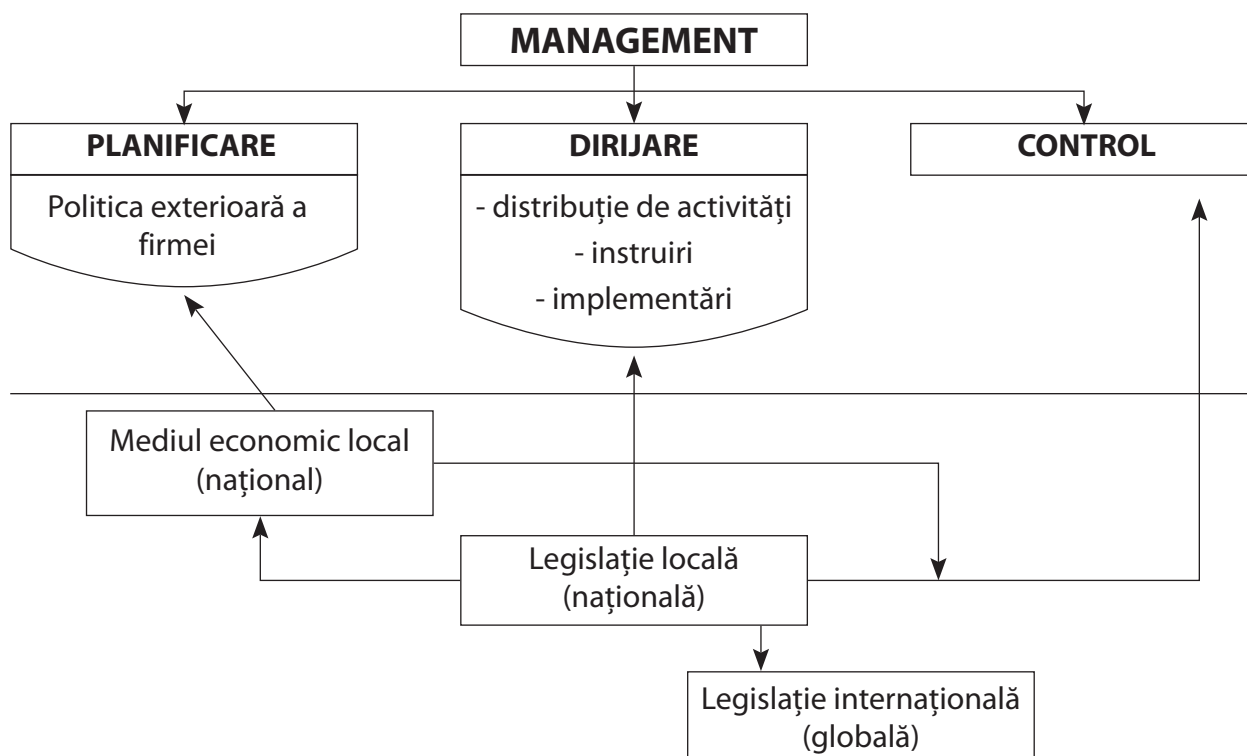 MANAGEMENT
PLANIFICARE
Politica exterioară a
firmei
DIRIJARE
- distribuție de activități
- instruiri
- implementări
CONTROL
Mediul economic local
(național)
Legislație locală
(națională)
Legislație internațională
(globală)